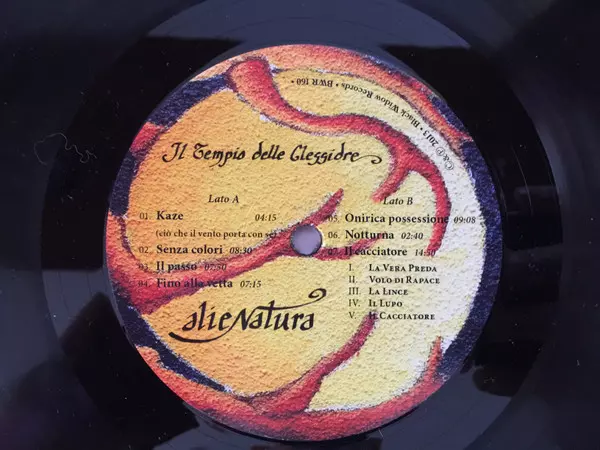 ℗&© 2013 • Black Widow Records • BWR 160 •
Il Tempio delle Clessidre
Lato A
01. Kaze 04:15
(ciò che il vento porta con sé)
02. Senza colori 08:30
03. Il passo 07:50
04. Fino alla vetta 07:15
Lato B
05. Onirica possessione 09:08
06. Notturna 02:40
07. Il cacciatore 14:50
I. La Vera Preda
II. Volo di Rapace
III. La Lince
IV. Il Lupo
V. Il Cacciatore
alieNatura